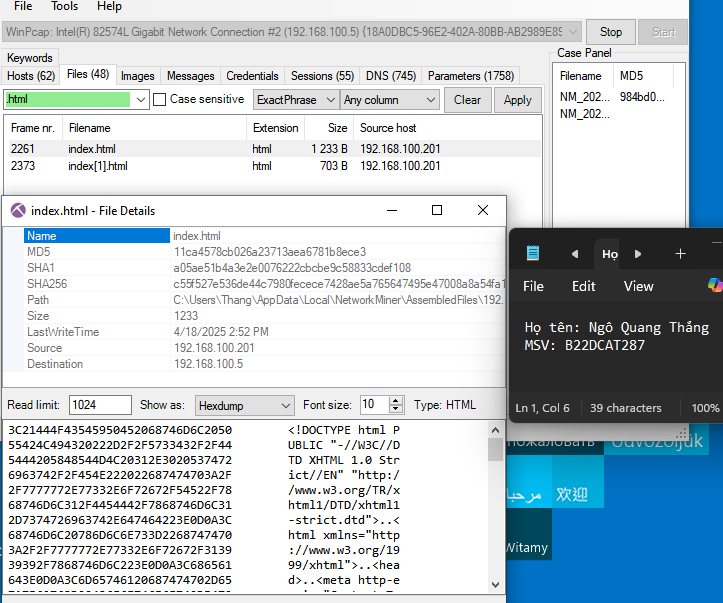 File Tools Help
WinPcap: Intel(R) 82574L Gigabit Network Connection #2 (192.168.100.5) {18A0DBC5-96E2-402A-80BB-AB2989E89
Stop Start
Keywords
Case Panel
Hosts (62) Files (48) Images Messages Credentials Sessions (55) DNS (745) Parameters (1758)
Filename MD5
.html Case sensitive ExactPhrase Any column Clear Apply
NM_202... 984bd0...
NM_202...
Frame nr. Filename Extension Size Source host
2261 index.html html 1 233 B 192.168.100.201
2373 index[1].html html 703 B 192.168.100.201
index.html - File Details
Name index.html
MD5 11ca4578cb026a23713aea6781b8ece3
SHA1 a05ae51b4a3e2e0076222cbcbe9c58833cdef108
SHA256 c55f527e536de44c7980fecece7428ae5a765647495e47008a8a54fa1
Path C:\Users\Thang\AppData\Local\NetworkMiner\AssembledFiles\192.
Size 1233
LastWriteTime 4/18/2025 2:52 PM
Source 192.168.100.201
Destination 192.168.100.5
Read limit: 1024 Show as: Hexdump Font size: 10 Type: HTML
3C21444F43545950452068746D6C2050 <!DOCTYPE html P
55424C494320222D2F2F5733432F2F44 UBLIC "-//W3C//D
5444205848544D4C20312E3020537472 TD XHTML 1.0 Str
6963742F2F454E222022687474703A2F ict//EN" "http:/
2F7777772E77332E6F72672F54522F78 /www.w3.org/TR/x
68746D6C312F4454442F7868746D6C31 html1/DTD/xhtml1
2D7374726963742E647464223E0D0A3C -strict.dtd">..<
68746D6C20786D6C6E733D2268747470 html xmlns="http
3A2F2F7777772E77332E6F72672F3139 ://www.w3.org/19
39392F7868746D6C223E0D0A3C686561 99/xhtml">..<hea
643E0D0A3C6D65746120687474702D65 d>..<meta http-e
Họ
File Edit View
Họ tên: Ngô Quang Thắng
MSV: B22DCAT287
Ln 1, Col 6 39 characters 100%
пожаловать Üdvözöljük
مرحبا 欢迎
Witamy